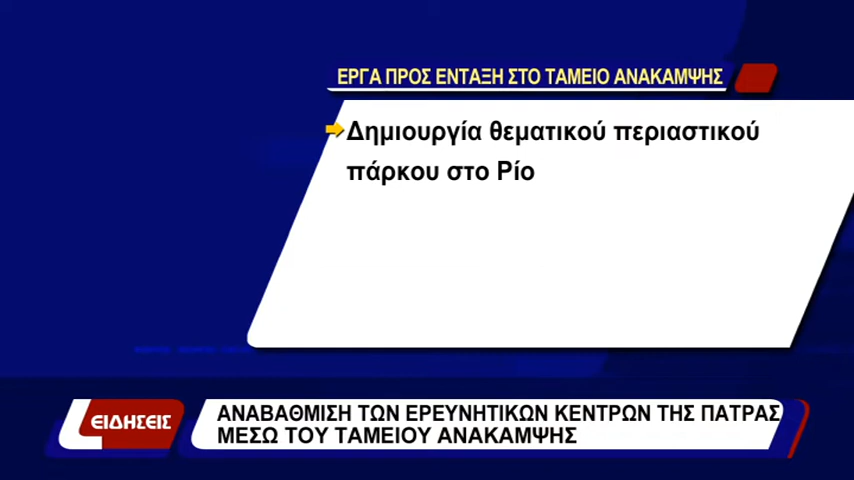 ΕΡΓΑ ΠΡΟΣ ΕΝΤΑΞΗ ΣΤΟ ΤΑΜΕΙΟ ΑΝΑΚΑΜΨΗΣ
Δημιουργία θεματικού περιαστικού
πάρκου στο Ρίο
ΕΙΔΗΣΕΙΣ
ΑΝΑΒΑΘΜΙΣΗ ΤΩΝ ΕΡΕΥΝΗΤΙΚΩΝ ΚΕΝΤΡΩΝ ΤΗΣ ΠΑΤΡΑΣ
ΜΕΣΩ ΤΟΥ ΤΑΜΕΙΟΥ ΑΝΑΚΑΜΨΗΣ